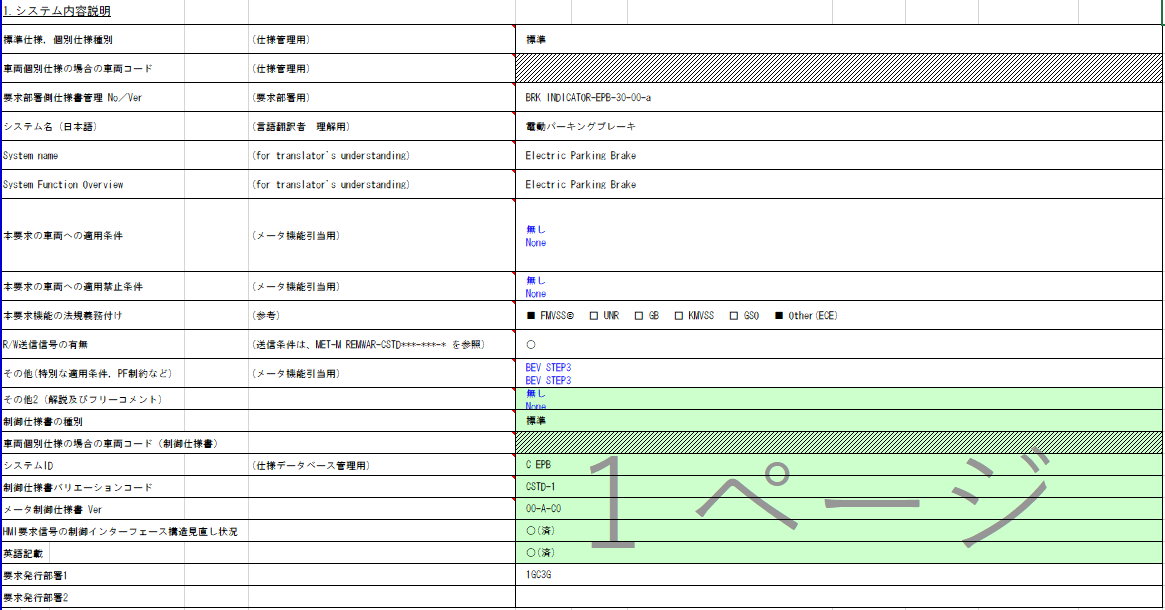 1. システム内容説明
標準仕様, 個別仕様種別 (仕様管理用) 標準
車両個別仕様の場合の車両コード (仕様管理用)
要求部署側仕様書管理 No／Ver (要求部署用) BRK INDICATOR-EPB-30-00-a
システム名 (日本語) (言語翻訳者 理解用) 電動パーキングブレーキ
System name (for translator's understanding) Electric Parking Brake
System Function Overview (for translator's understanding) Electric Parking Brake
本要求の車両への適用条件 (メータ機能引当用) 無し
None
本要求の車両への適用禁止条件 (メータ機能引当用) 無し
None
本要求機能の法規義務付け (参考) ■ FMVSS© □ UNR □ GB □ KMVSS □ GSO ■ Other(ECE)
R/W送信信号の有無 (送信条件は、MET-M REMWAR-CSTD***-***-* を参照) ○
その他(特別な適用条件, PF制約など) (メータ機能引当用) BEV STEP3
BEV STEP3
その他2 (解説及びフリーコメント) 無し
None
制御仕様書の種別 標準
車両個別仕様の場合の車両コード (制御仕様書)
システムID (仕様データベース管理用) C EPB
制御仕様書バリエーションコード CSTD-1
メータ制御仕様書 Ver 00-A-C0
HMI要求信号の制御インターフェース構造見直し状況 ○(済)
英語記載 ○(済)
要求発行部署1 1GC3G
要求発行部署2
1 ページ